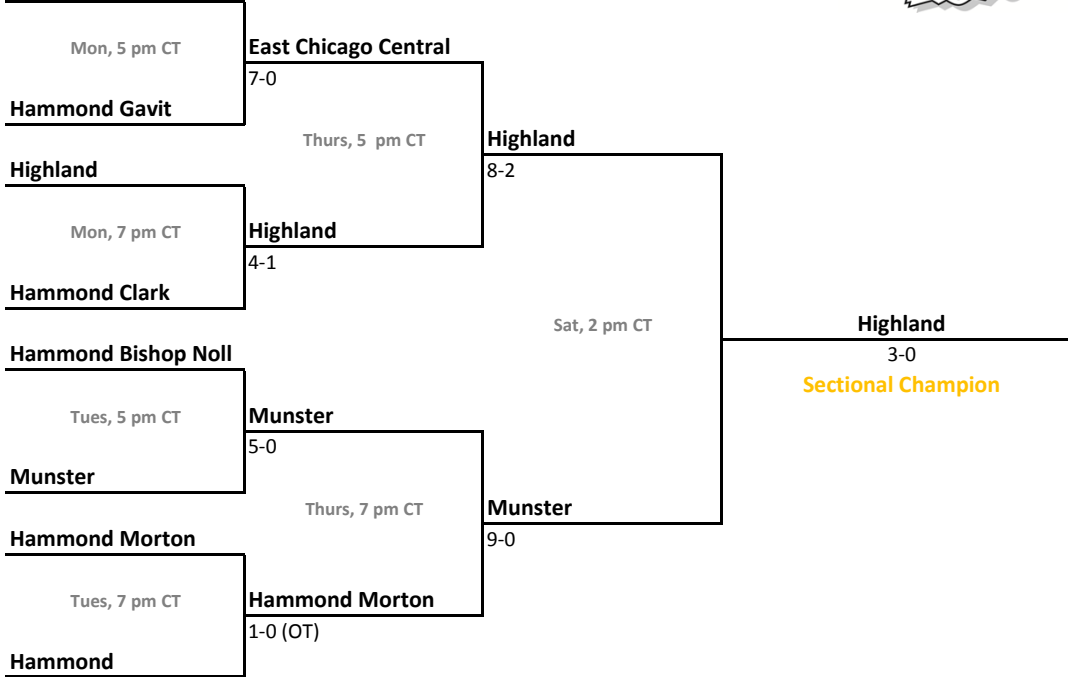 Mon, 5 pm CT
East Chicago Central
7-0
Hammond Gavit
Thurs, 5 pm CT
Highland
8-2
Highland
Mon, 7 pm CT
Highland
4-1
Hammond Clark
Sat, 2 pm CT
Highland
3-0
Sectional Champion
Hammond Bishop Noll
Tues, 5 pm CT
Munster
5-0
Munster
Thurs, 7 pm CT
Munster
9-0
Hammond Morton
Tues, 7 pm CT
Hammond Morton
1-0 (OT)
Hammond